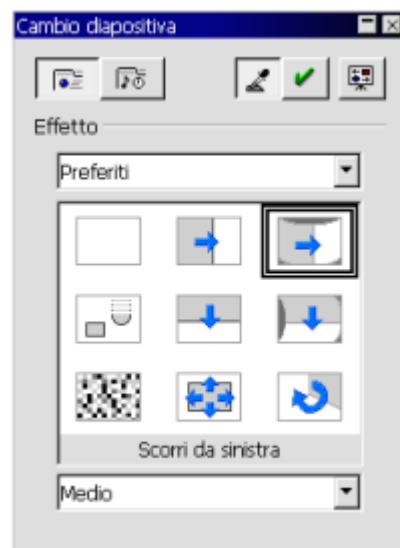 Cambio diapositiva
Effetto
Preferiti
Scorri da sinistra
Medio